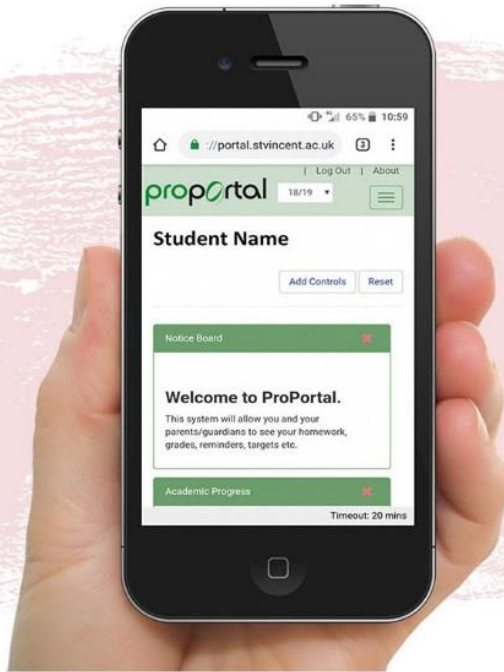 65% 10:59
://portal.stvincent.ac.uk 3
| Log Out | About
proportal 18/19
Student Name
Add Controls Reset
Notice Board
Welcome to ProPortal.
This system will allow you and your
parents/guardians to see your homework,
grades, reminders, targets etc.
Academic Progress
Timeout: 20 mins